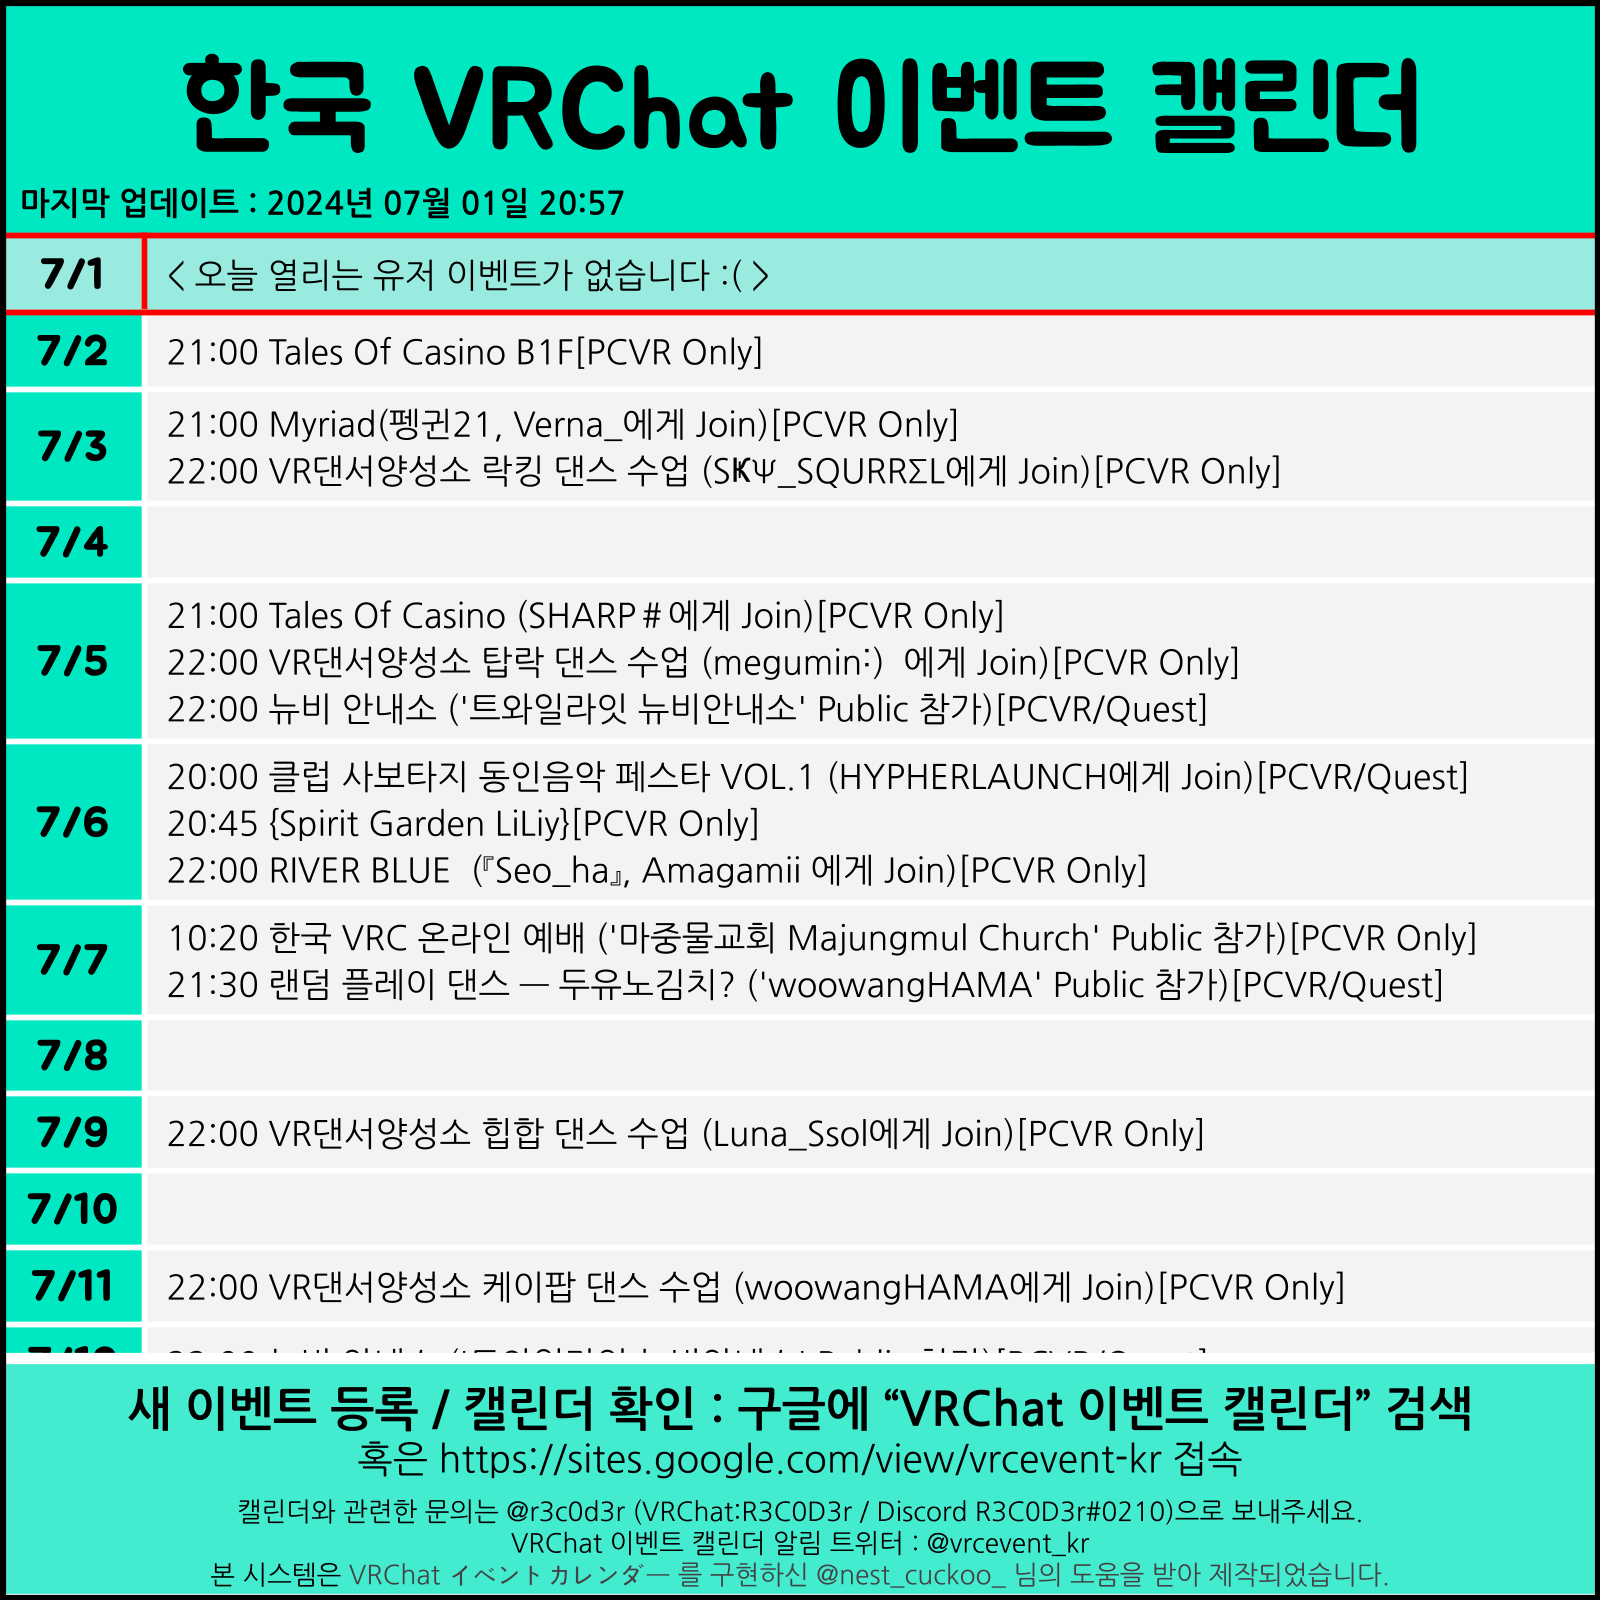 한국 VRChat 이벤트 캘린더
마지막 업데이트 : 2024년 07월 01일 20:57
7/1
< 오늘 열리는 유저 이벤트가 없습니다 :( >
7/2
21:00 Tales Of Casino B1F[PCVR Only]
7/3
21:00 Myriad(펭귄21, Verna_에게 Join)[PCVR Only]
22:00 VR댄서양성소 락킹 댄스 수업 (SҜΨ_SQURRΣL에게 Join)[PCVR Only]
7/4
7/5
21:00 Tales Of Casino (SHARP＃에게 Join)[PCVR Only]
22:00 VR댄서양성소 탑락 댄스 수업 (megumin:)  에게 Join)[PCVR Only]
22:00 뉴비 안내소 ('트와일라잇 뉴비안내소' Public 참가)[PCVR/Quest]
7/6
20:00 클럽 사보타지 동인음악 페스타 VOL.1 (HYPHERLAUNCH에게 Join)[PCVR/Quest]
20:45 {Spirit Garden LiLiy}[PCVR Only]
22:00 RIVER BLUE  (『Seo_ha』, Amagamii 에게 Join)[PCVR Only]
7/7
10:20 한국 VRC 온라인 예배 ('마중물교회 Majungmul Church' Public 참가)[PCVR Only]
21:30 랜덤 플레이 댄스 ㅡ 두유노김치? ('woowangHAMA' Public 참가)[PCVR/Quest]
7/8
7/9
22:00 VR댄서양성소 힙합 댄스 수업 (Luna_Ssol에게 Join)[PCVR Only]
7/10
7/11
22:00 VR댄서양성소 케이팝 댄스 수업 (woowangHAMA에게 Join)[PCVR Only]
새 이벤트 등록 / 캘린더 확인 : 구글에 “VRChat 이벤트 캘린더” 검색
혹은 https://sites.google.com/view/vrcevent-kr 접속
캘린더와 관련한 문의는 @r3c0d3r (VRChat:R3C0D3r / Discord R3C0D3r#0210)으로 보내주세요.
VRChat 이벤트 캘린더 알림 트위터 : @vrcevent_kr
본 시스템은 VRChat イベントカレンダー 를 구현하신 @nest_cuckoo_ 님의 도움을 받아 제작되었습니다.